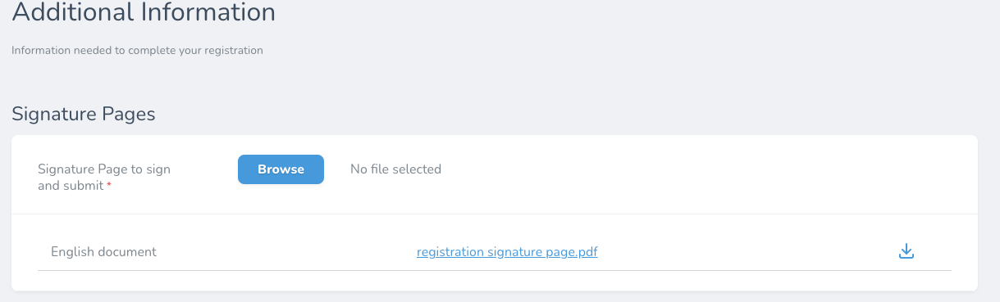 Additional Information
Information needed to complete your registration
Signature Pages
Signature Page to sign
and submit *
Browse
No file selected
English document
registration signature page.pdf